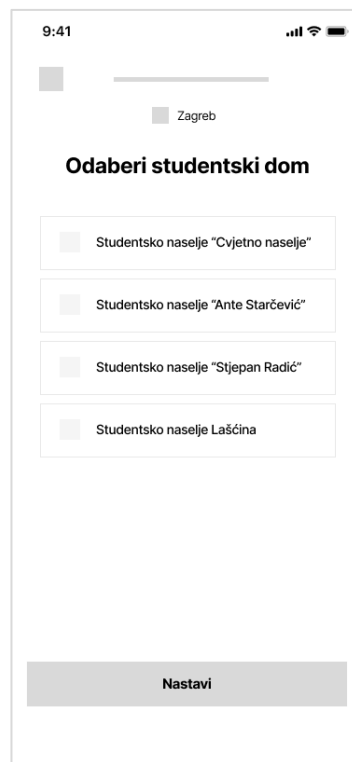 9:41
Zagreb
Odaberi studentski dom
Studentsko naselje “Cvjetno naselje”
Studentsko naselje “Ante Starčević”
Studentsko naselje “Stjepan Radić”
Studentsko naselje Lašćina
Nastavi